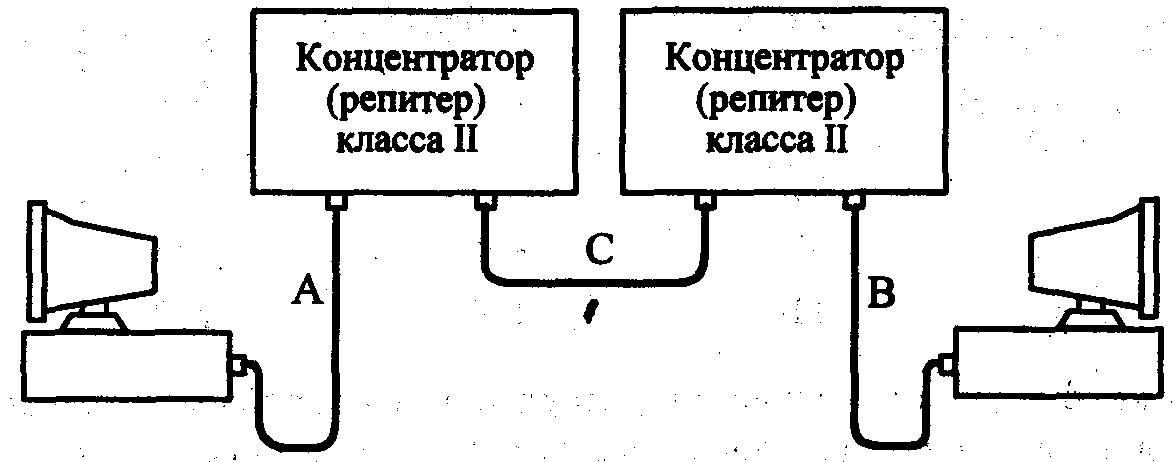 Концентратор
(репитер)
класса II
Концентратор
(репитер)
класса II
A
C
B